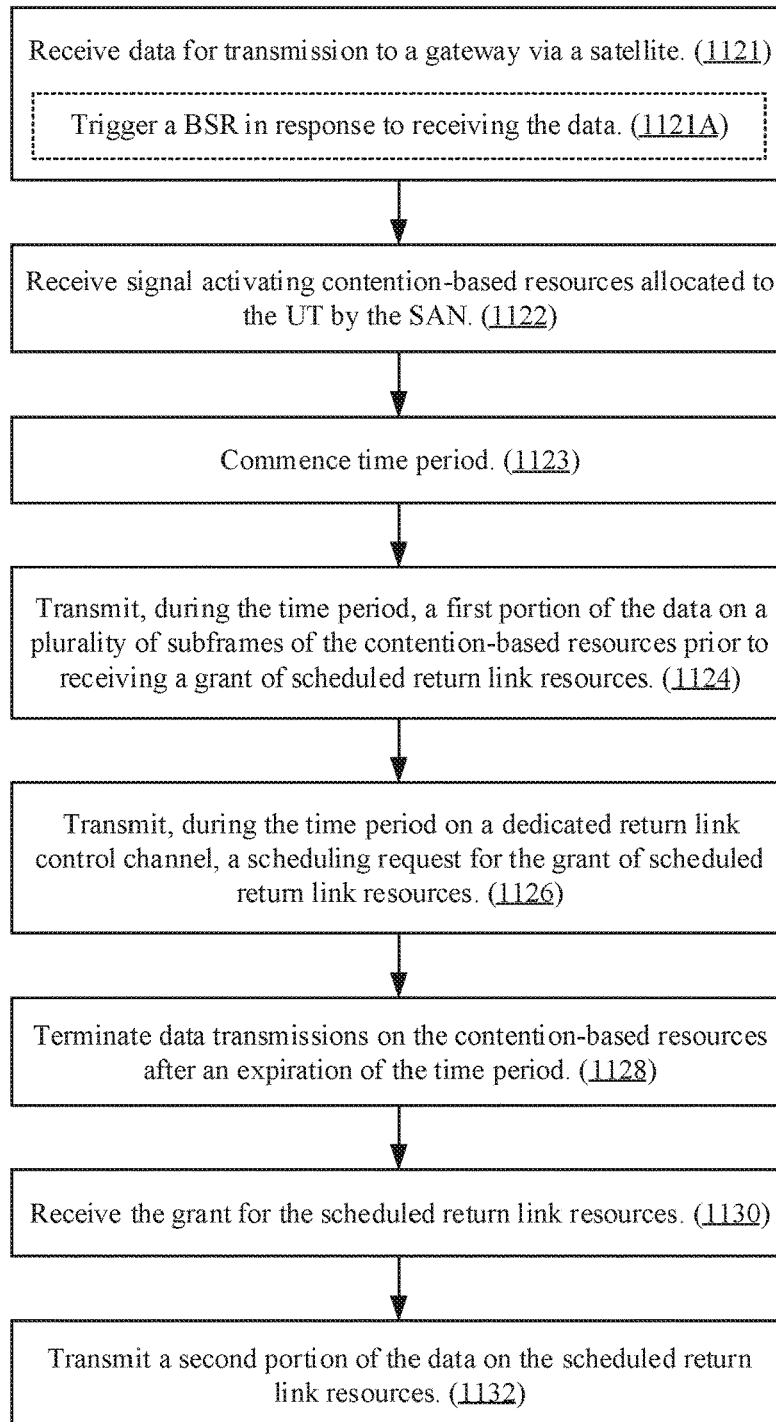 Receive data for transmission to a gateway via a satellite. (1121)
Trigger a BSR in response to receiving the data. (1121A)
Receive signal activating contention-based resources allocated to
the UT by the SAN. (1122)
Commence time period. (1123)
Transmit, during the time period, a first portion of the data on a
plurality of subframes of the contention-based resources prior to
receiving a grant of scheduled return link resources. (1124)
Transmit, during the time period on a dedicated return link
control channel, a scheduling request for the grant of scheduled
return link resources. (1126)
Terminate data transmissions on the contention-based resources
after an expiration of the time period. (1128)
Receive the grant for the scheduled return link resources. (1130)
Transmit a second portion of the data on the scheduled return
link resources. (1132)